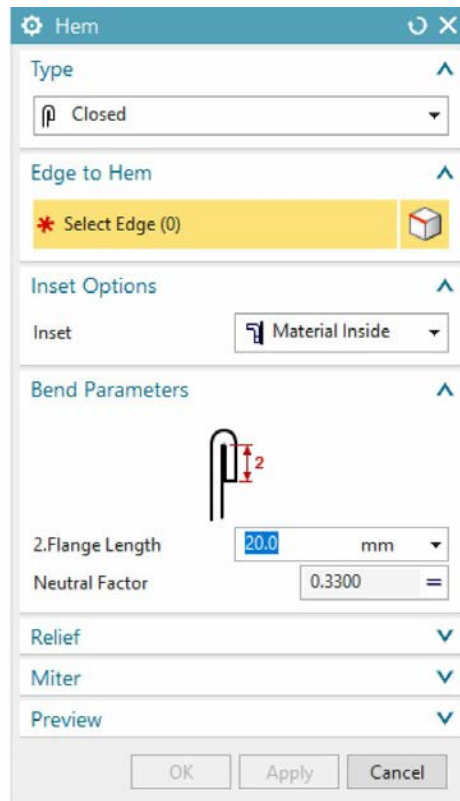 Hem
Type
Closed
Edge to Hem
* Select Edge (0)
Inset Options
Inset Material Inside
Bend Parameters
2
2.Flange Length 20.0 mm
Neutral Factor 0.3300 =
Relief
Miter
Preview
OK Apply Cancel